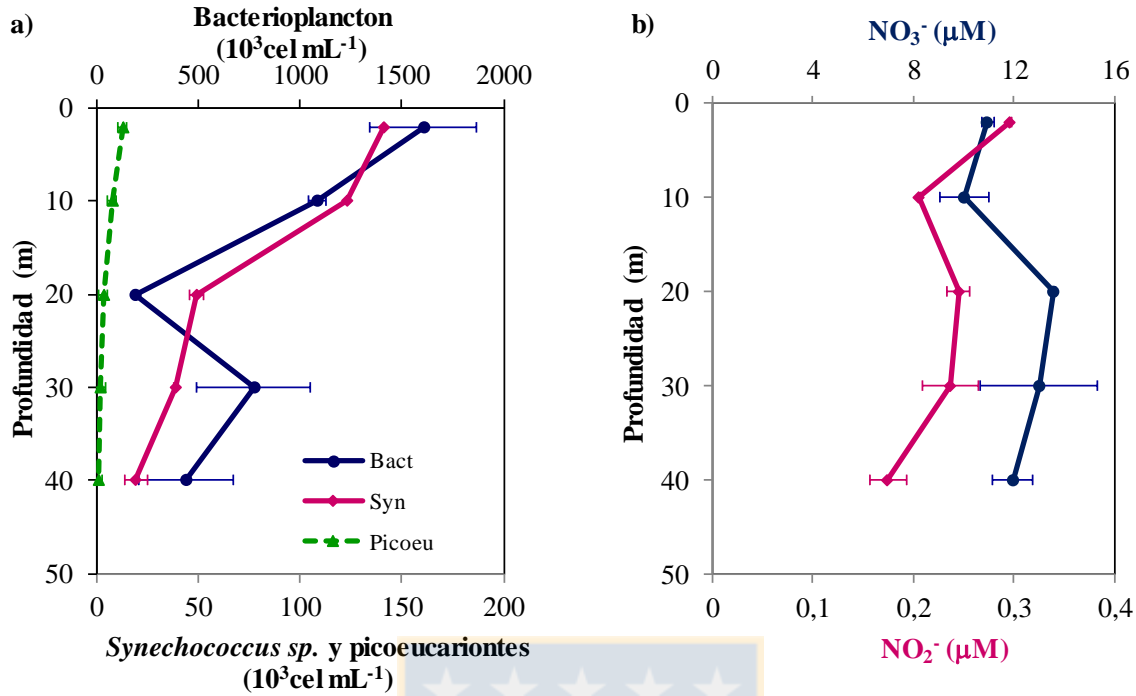 a)
Bacterioplancton
(10³cel mL⁻¹)
0 500 1000 1500 2000
0
10
20
30
40
50
Profundidad (m)
Bact
Syn
Picoeu
0 50 100 150 200
Synechococcus sp. y picoeucariontes
(10³cel mL⁻¹)
b)
NO₃⁻ (µM)
0 4 8 12 16
0
10
20
30
40
50
Profundidad (m)
0 0,1 0,2 0,3 0,4
NO₂⁻ (µM)